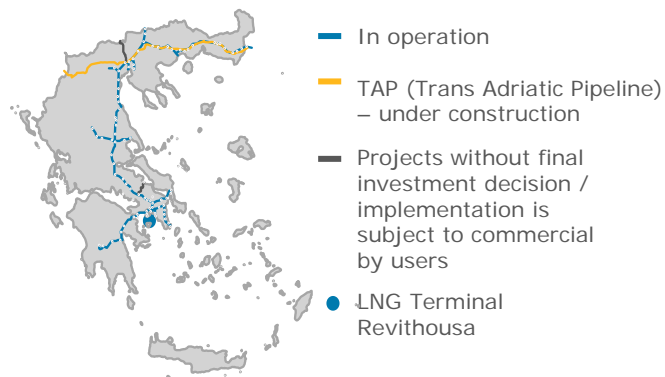 In operation
TAP (Trans Adriatic Pipeline)
– under construction
Projects without final
investment decision /
implementation is
subject to commercial
by users
LNG Terminal
Revithousa